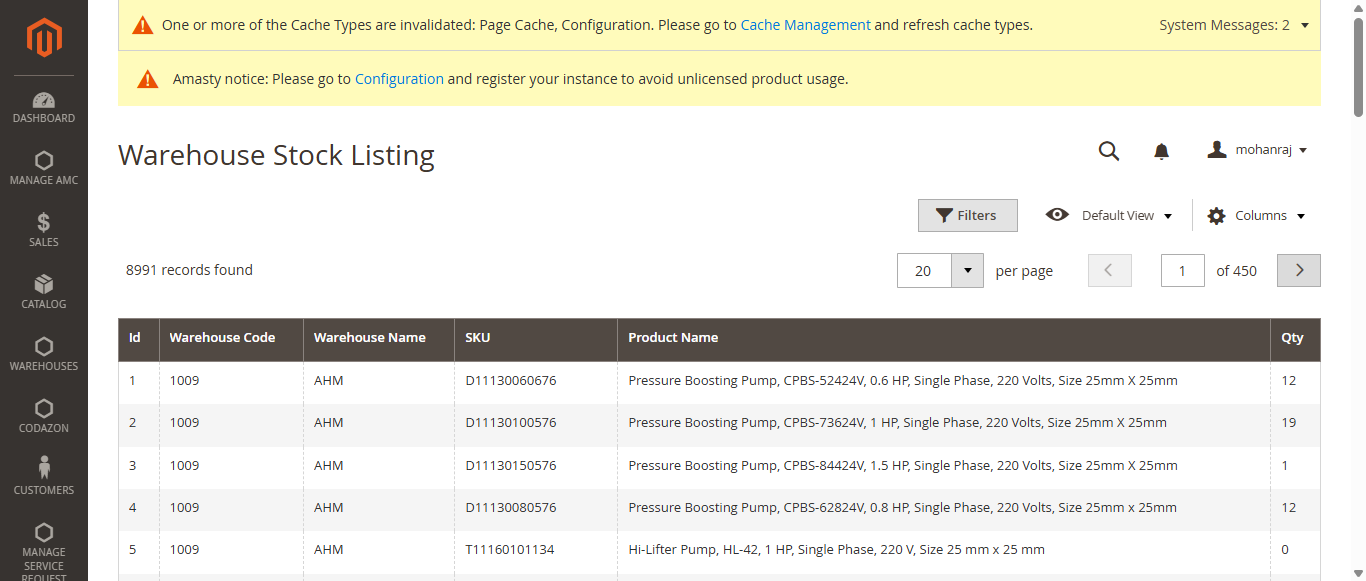 One or more of the Cache Types are invalidated: Page Cache, Configuration. Please go to Cache Management and refresh cache types.
System Messages: 2
Amasty notice: Please go to Configuration and register your instance to avoid unlicensed product usage.
DASHBOARD
MANAGE AMC
SALES
CATALOG
WAREHOUSES
CODAZON
CUSTOMERS
MANAGE
SERVICE
REQUEST
Warehouse Stock Listing
mohanraj
Filters
Default View
Columns
8991 records found
20 per page
1 of 450
Id Warehouse Code Warehouse Name SKU Product Name Qty
1 1009 AHM D11130060676 Pressure Boosting Pump, CPBS-52424V, 0.6 HP, Single Phase, 220 Volts, Size 25mm X 25mm 12
2 1009 AHM D11130100576 Pressure Boosting Pump, CPBS-73624V, 1 HP, Single Phase, 220 Volts, Size 25mm X 25mm 19
3 1009 AHM D11130150576 Pressure Boosting Pump, CPBS-84424V, 1.5 HP, Single Phase, 220 Volts, Size 25mm X 25mm 1
4 1009 AHM D11130080576 Pressure Boosting Pump, CPBS-62824V, 0.8 HP, Single Phase, 220 Volts, Size 25mm x 25mm 12
5 1009 AHM T11160101134 Hi-Lifter Pump, HL-42, 1 HP, Single Phase, 220 V, Size 25 mm x 25 mm 0